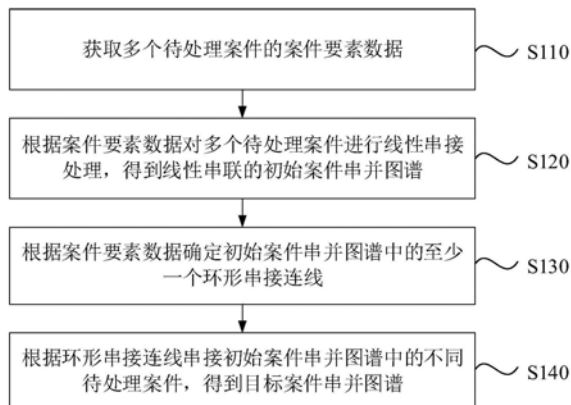 获取多个待处理案件的案件要素数据
S110
根据案件要素数据对多个待处理案件进行线性串接
处理，得到线性串联的初始案件串并图谱
S120
根据案件要素数据确定初始案件串并图谱中的至少
一个环形串接连线
S130
根据环形串接连线串接初始案件串并图谱中的不同
待处理案件，得到目标案件串并图谱
S140